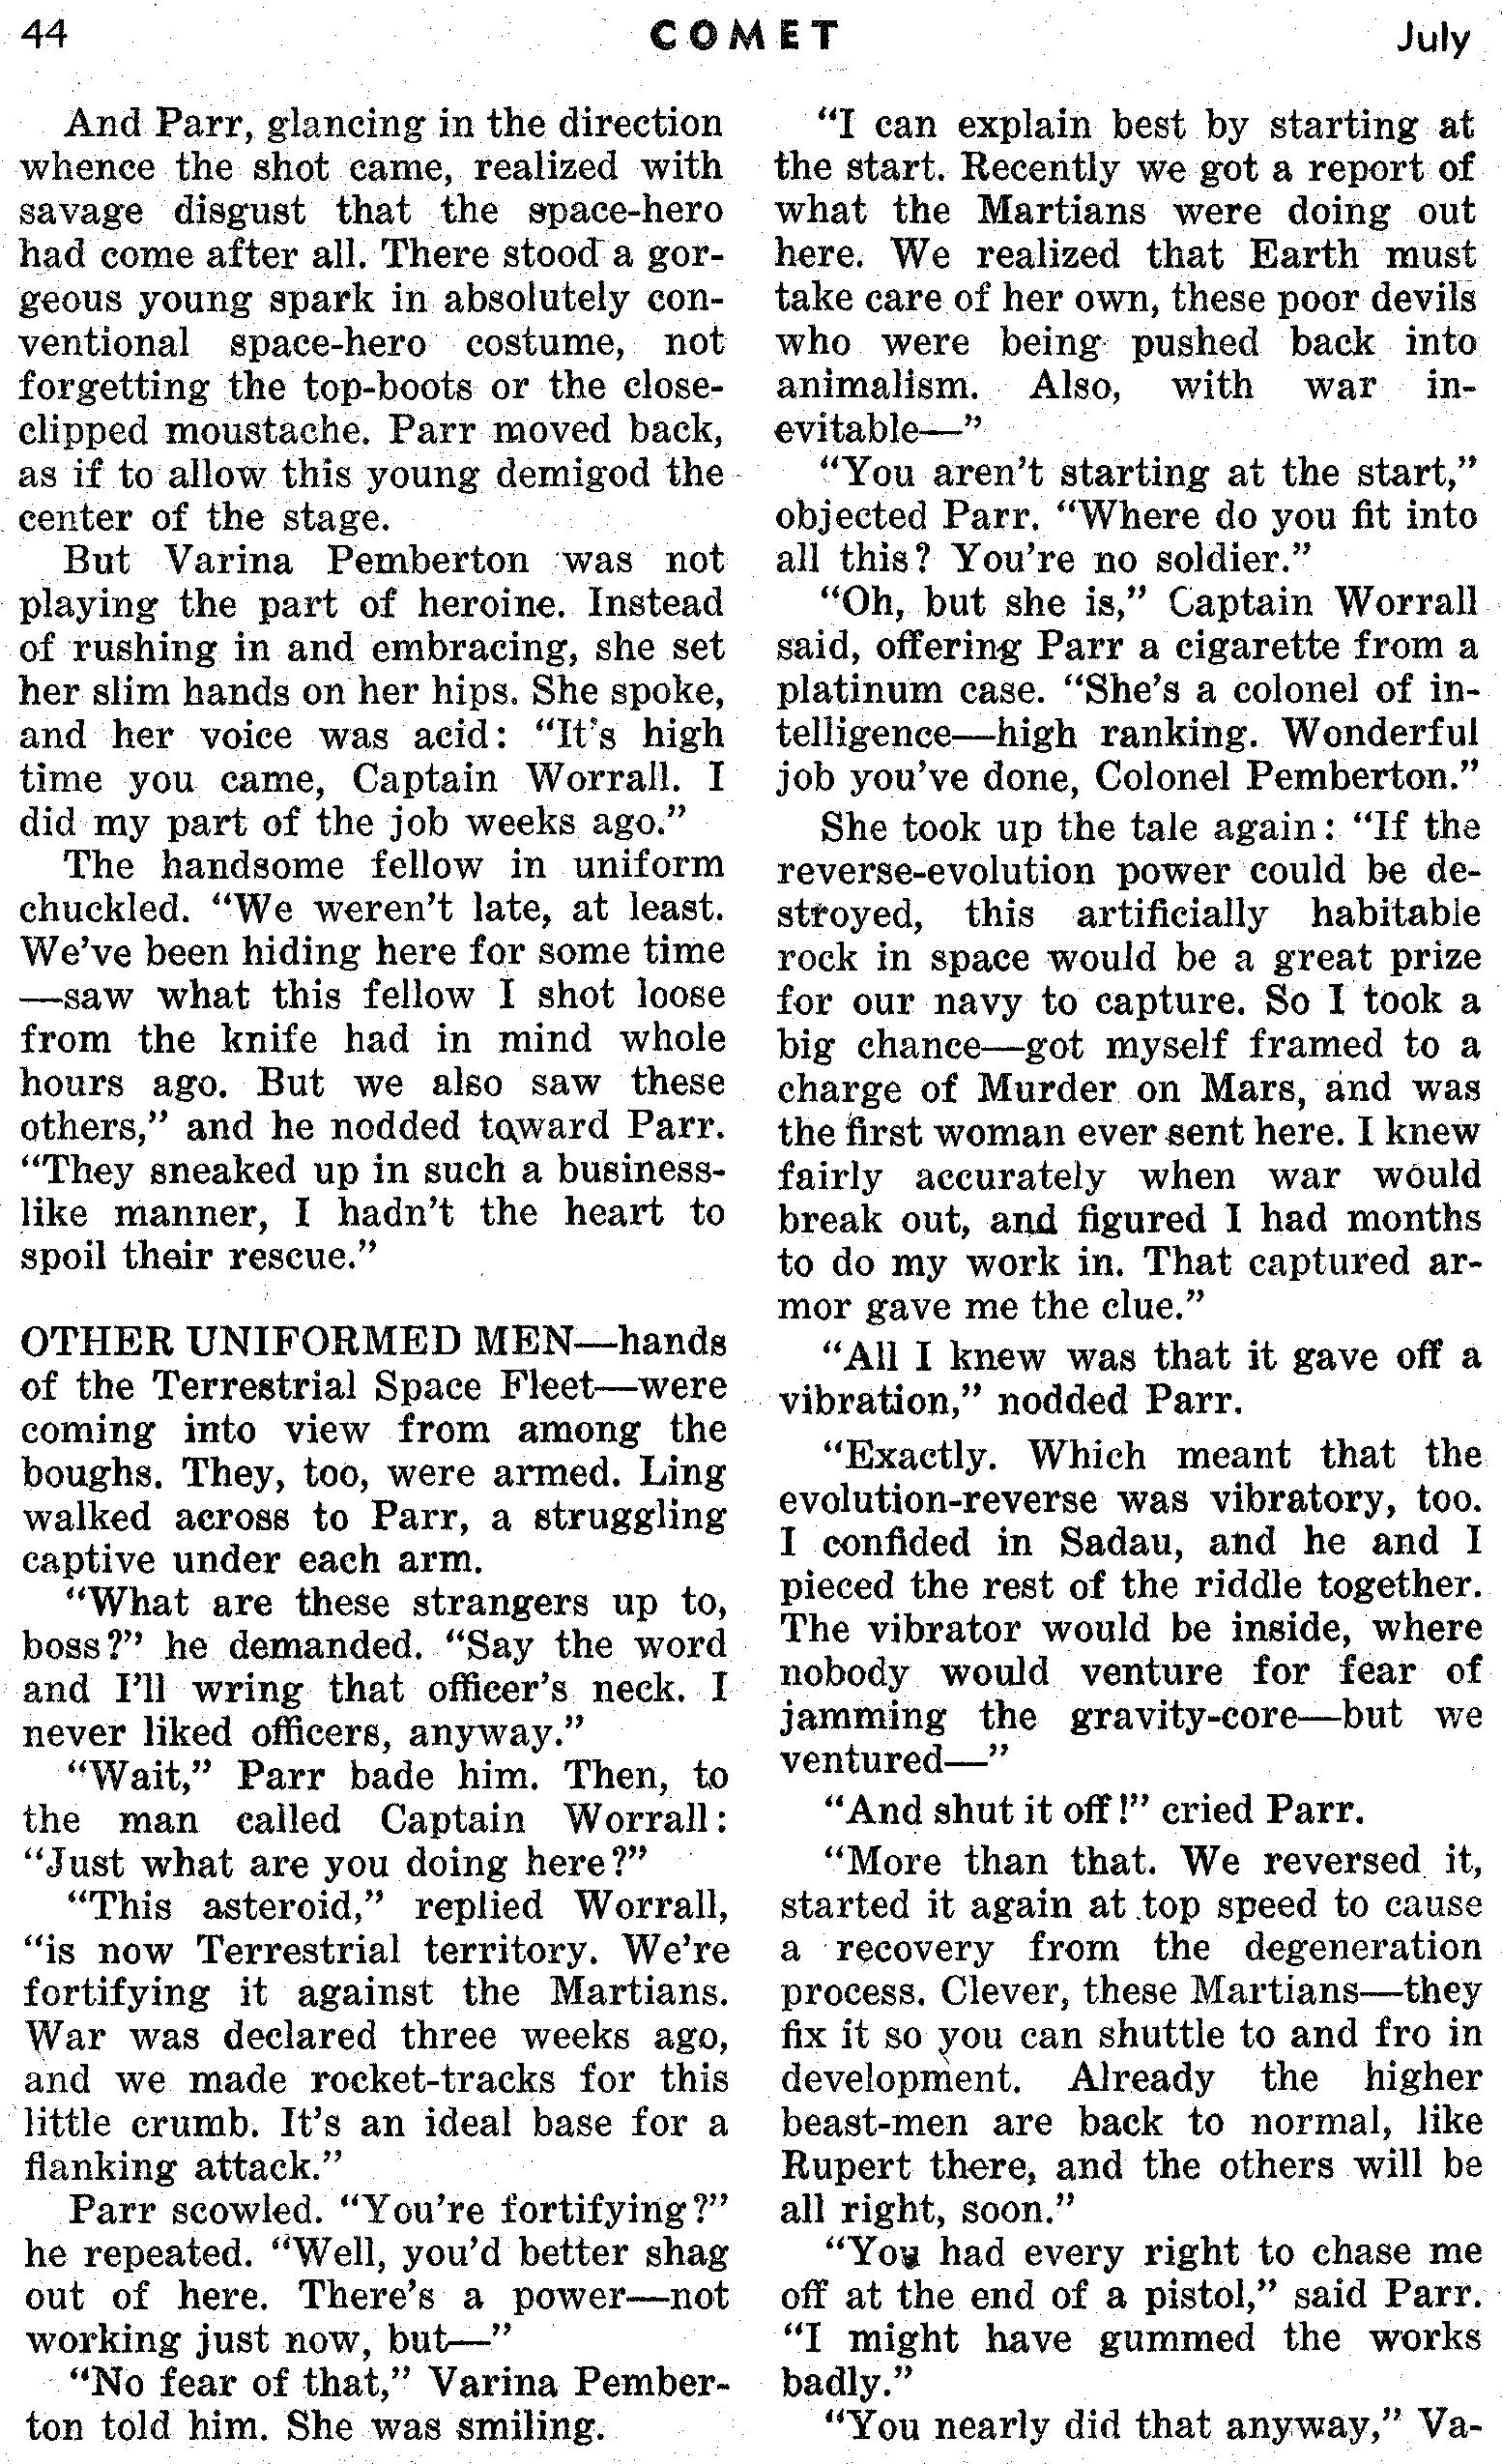 44
COMET
July
And Parr, glancing in the direction
whence the shot came, realized with
savage disgust that the space-hero
had come after all. There stood a gor-
geous young spark in absolutely con-
ventional space-hero costume, not
forgetting the top-boots or the close-
clipped moustache. Parr moved back,
as if to allow this young demigod the
center of the stage.
But Varina Pemberton was not
playing the part of heroine. Instead
of rushing in and embracing, she set
her slim hands on her hips. She spoke,
and her voice was acid: “It’s high
time you came, Captain Worrall. I
did my part of the job weeks ago.”
The handsome fellow in uniform
chuckled. “We weren’t late, at least.
We’ve been hiding here for some time
—saw what this fellow I shot loose
from the knife had in mind whole
hours ago. But we also saw these
others,” and he nodded toward Parr.
“They sneaked up in such a business-
like manner, I hadn’t the heart to
spoil their rescue.”
OTHER UNIFORMED MEN—hands
of the Terrestrial Space Fleet—were
coming into view from among the
boughs. They, too, were armed. Ling
walked across to Parr, a struggling
captive under each arm.
“What are these strangers up to,
boss?” he demanded. “Say the word
and I’ll wring that officer’s neck. I
never liked officers, anyway.”
“Wait,” Parr bade him. Then, to
the man called Captain Worrall:
“Just what are you doing here?”
“This asteroid,” replied Worrall,
“is now Terrestrial territory. We’re
fortifying it against the Martians.
War was declared three weeks ago,
and we made rocket-tracks for this
little crumb. It’s an ideal base for a
flanking attack.”
Parr scowled. “You’re fortifying?”
he repeated. “Well, you’d better shag
out of here. There’s a power—not
working just now, but—”
“No fear of that,” Varina Pember-
ton told him. She was smiling.
“I can explain best by starting at
the start. Recently we got a report of
what the Martians were doing out
here. We realized that Earth must
take care of her own, these poor devils
who were being pushed back into
animalism. Also, with war in-
evitable—”
“You aren’t starting at the start,”
objected Parr. “Where do you fit into
all this? You’re no soldier.”
“Oh, but she is,” Captain Worrall
said, offering Parr a cigarette from a
platinum case. “She’s a colonel of in-
telligence—high ranking. Wonderful
job you’ve done, Colonel Pemberton.”
She took up the tale again: “If the
reverse-evolution power could be de-
stroyed, this artificially habitable
rock in space would be a great prize
for our navy to capture. So I took a
big chance—got myself framed to a
charge of Murder on Mars, and was
the first woman ever sent here. I knew
fairly accurately when war would
break out, and figured I had months
to do my work in. That captured ar-
mor gave me the clue.”
“All I knew was that it gave off a
vibration,” nodded Parr.
“Exactly. Which meant that the
evolution-reverse was vibratory, too.
I confided in Sadau, and he and I
pieced the rest of the riddle together.
The vibrator would be inside, where
nobody would venture for fear of
jamming the gravity-core—but we
ventured—”
“And shut it off!” cried Parr.
“More than that. We reversed it,
started it again at top speed to cause
a recovery from the degeneration
process. Clever, these Martians—they
fix it so you can shuttle to and fro in
development. Already the higher
beast-men are back to normal, like
Rupert there, and the others will be
all right, soon.”
“You had every right to chase me
off at the end of a pistol,” said Parr.
“I might have gummed the works
badly.”
“You nearly did that anyway,” Va-